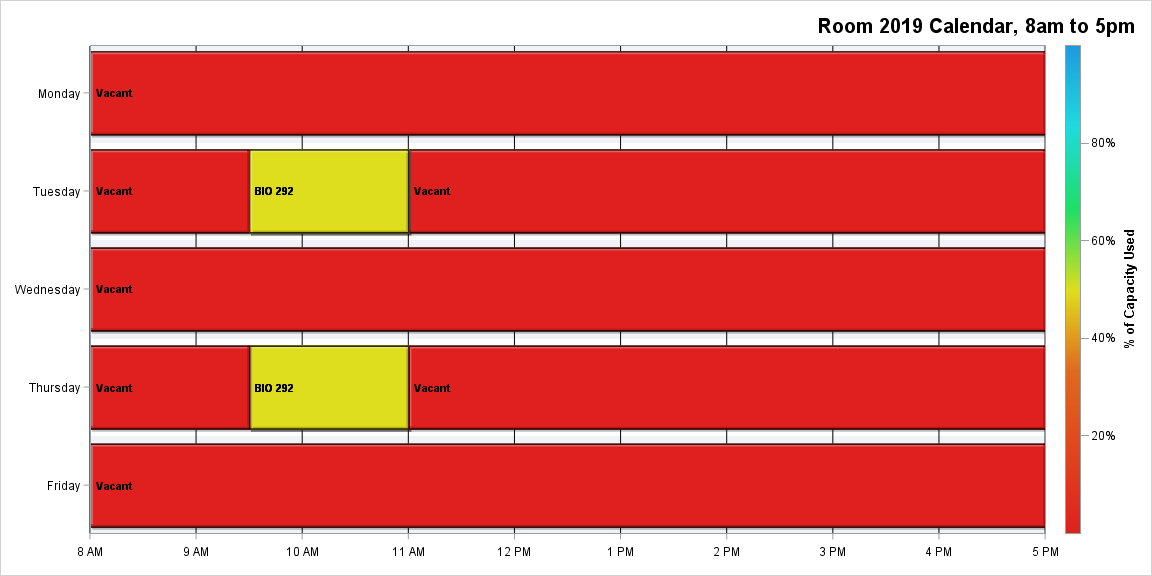 Room 2019 Calendar, 8am to 5pm
Monday
Vacant
Tuesday
Vacant
BIO 292
Vacant
Wednesday
Vacant
Thursday
Vacant
BIO 292
Vacant
Friday
Vacant
8 AM
9 AM
10 AM
11 AM
12 PM
1 PM
2 PM
3 PM
4 PM
5 PM
80%
60%
40%
20%
% of Capacity Used